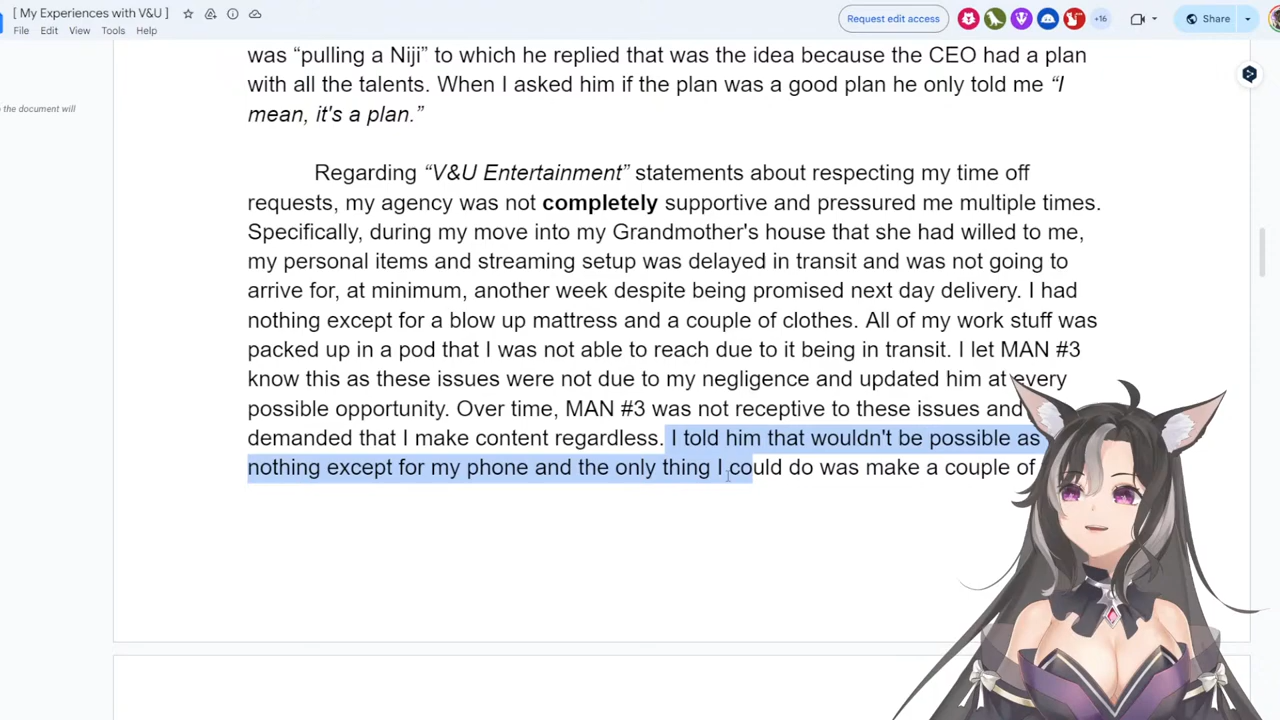 [ My Experiences with V&U ]
File Edit View Tools Help
Request edit access
+16
Share
the document will
was “pulling a Niji” to which he replied that was the idea because the CEO had a plan
with all the talents. When I asked him if the plan was a good plan he only told me “I
mean, it's a plan.”
Regarding “V&U Entertainment” statements about respecting my time off
requests, my agency was not completely supportive and pressured me multiple times.
Specifically, during my move into my Grandmother's house that she had willed to me,
my personal items and streaming setup was delayed in transit and was not going to
arrive for, at minimum, another week despite being promised next day delivery. I had
nothing except for a blow up mattress and a couple of clothes. All of my work stuff was
packed up in a pod that I was not able to reach due to it being in transit. I let MAN #3
know this as these issues were not due to my negligence and updated him at every
possible opportunity. Over time, MAN #3 was not receptive to these issues and
demanded that I make content regardless. I told him that wouldn't be possible as
nothing except for my phone and the only thing I could do was make a couple of